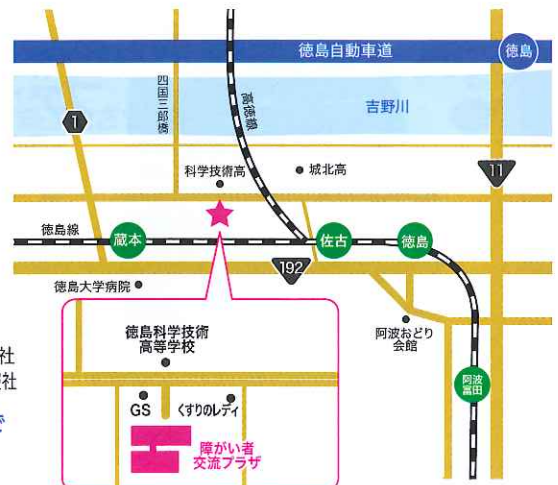 徳島自動車道
徳島
四国三郎橋
高徳線
吉野川
1
科学技術高
城北高
11
徳島線
蔵本
佐古
徳島
192
徳島大学病院
阿波おどり
会館
阿波
富田
徳島科学技術
高等学校
GS
くすりのレディ
障がい者
交流プラザ
社
社
で